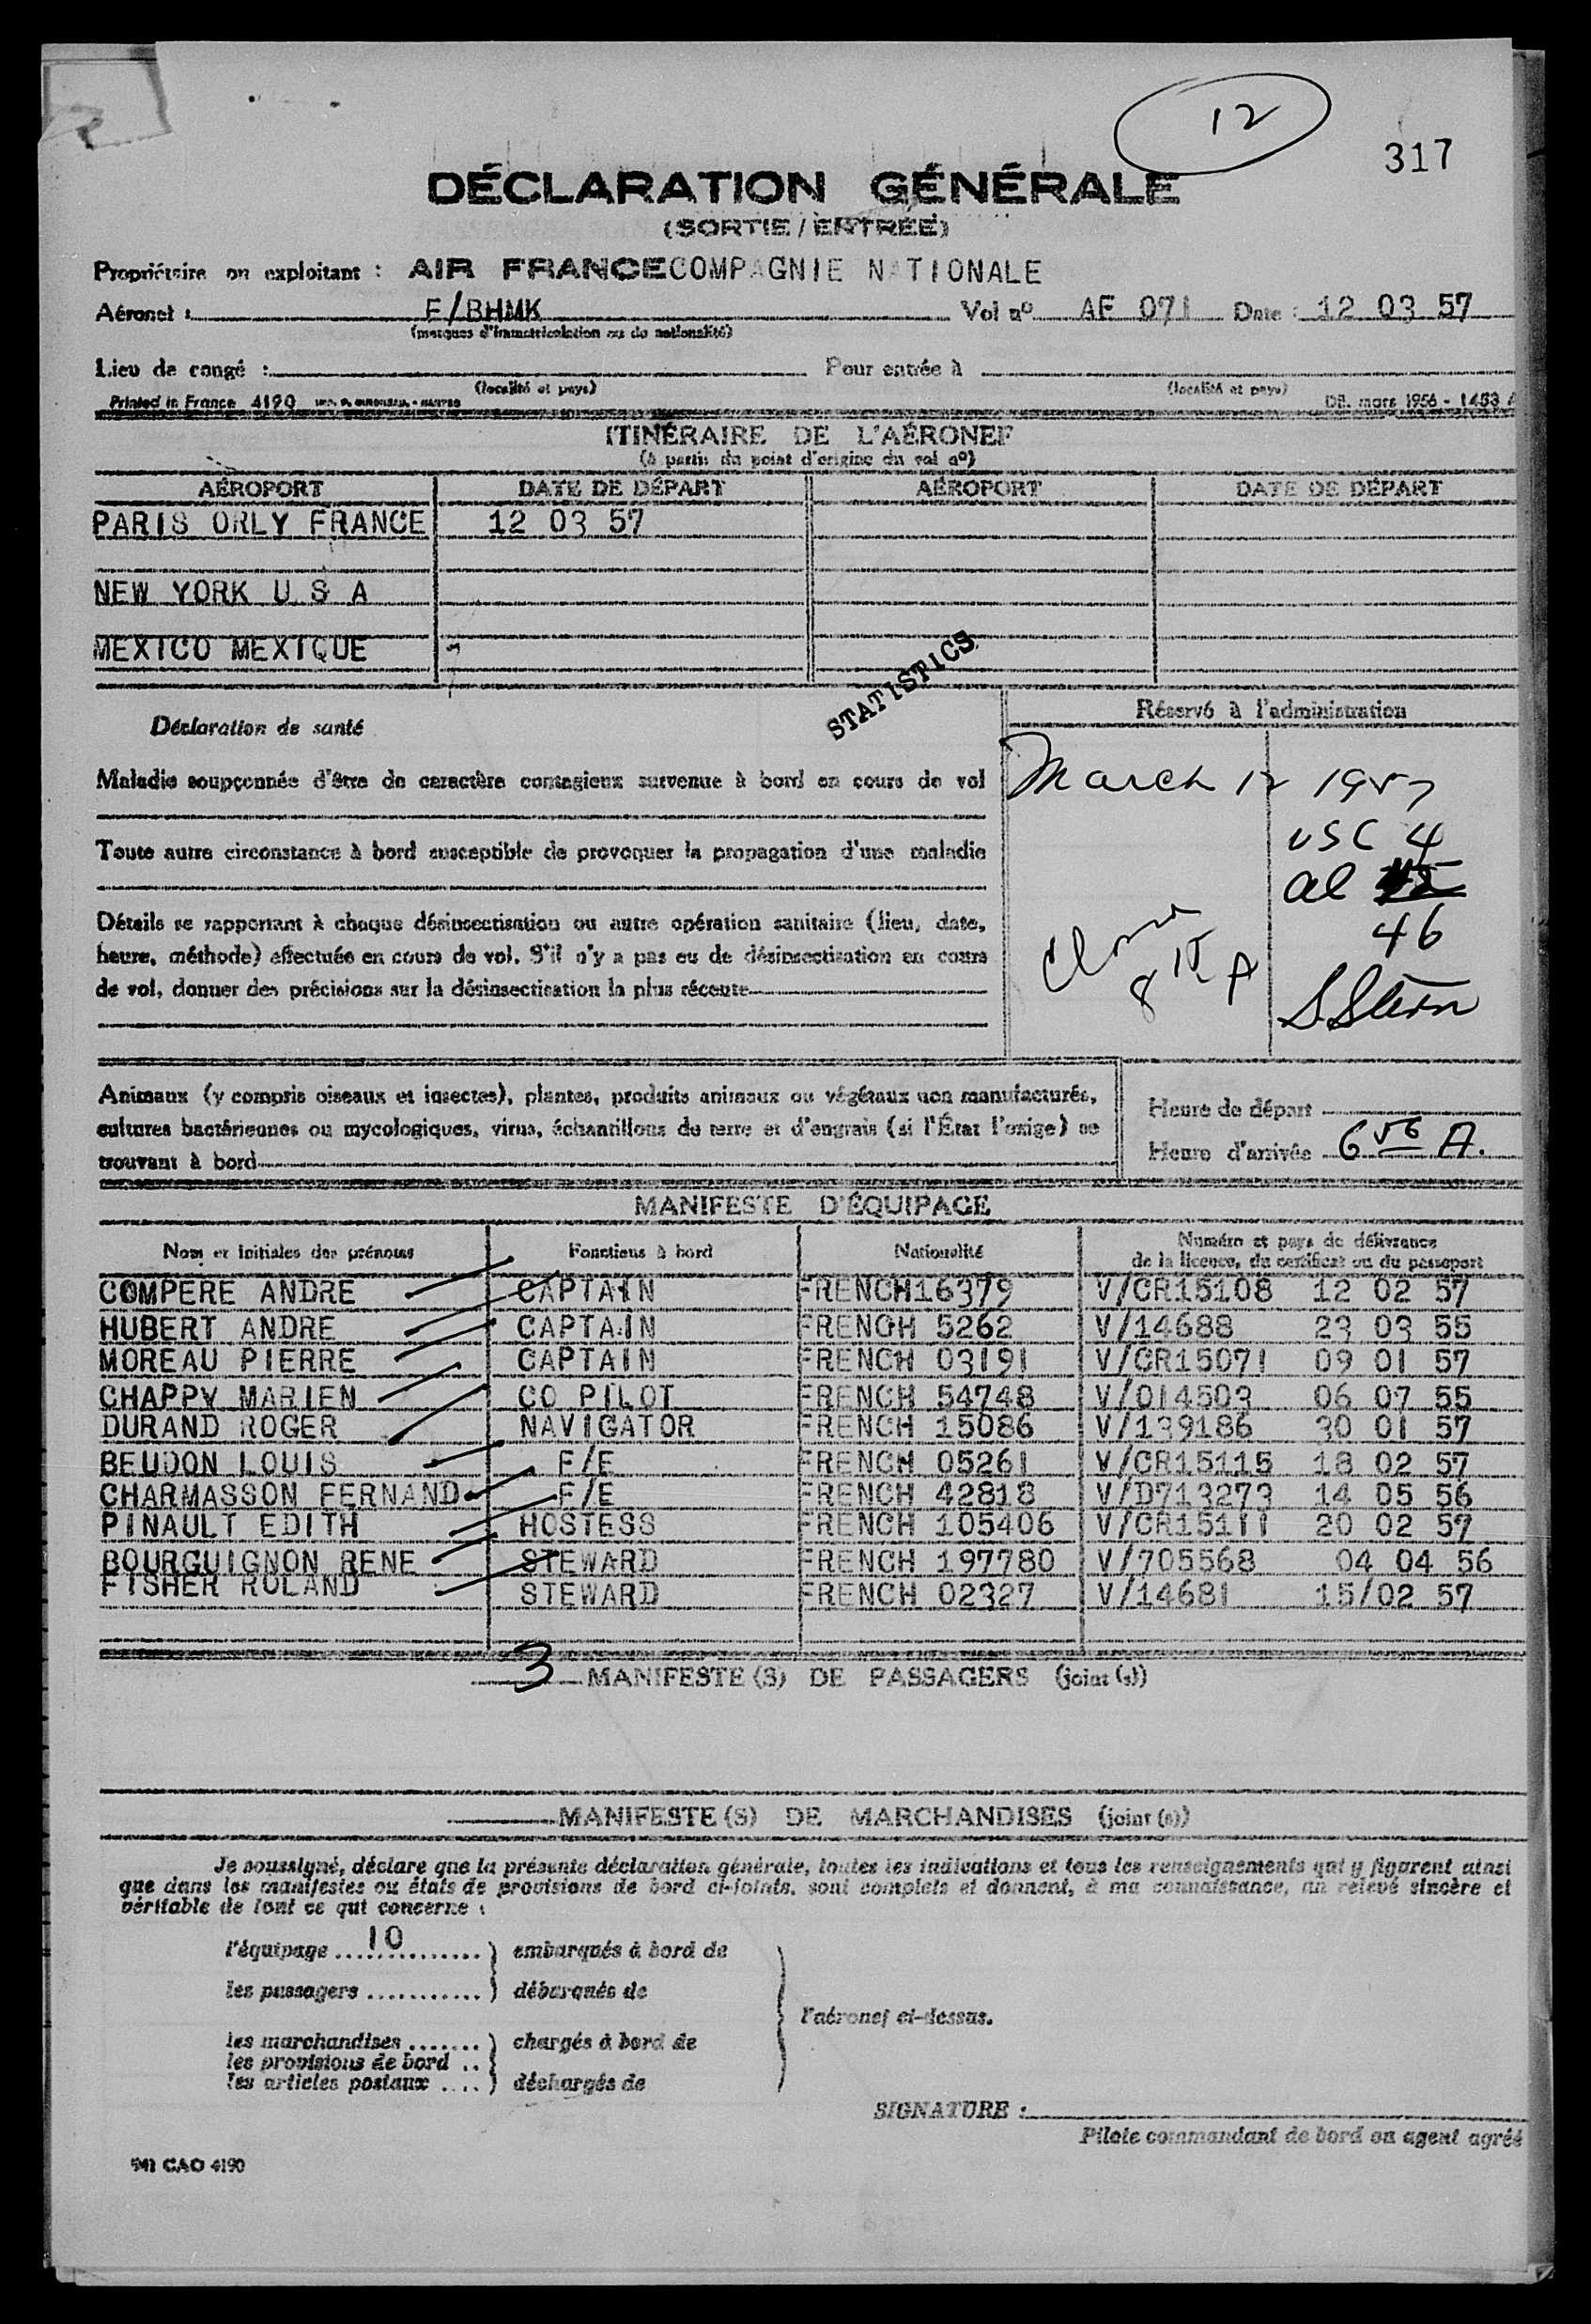 12
317
DÉCLARATION GÉNÉRALE
(SORTIE / ENTRÉE)
Propriétaire ou exploitant : AIR FRANCE COMPAGNIE NATIONALE
Aéronef : F/BHMK Vol nº AF 071 Date : 12 03 57
(marques d'immatriculation ou de nationalité)
Lieu de congé : Pour entrée à
(localité et pays) (localité et pays)
Printed in France 4190 Dil. mars 1956 - 1483
ITINÉRAIRE DE L'AÉRONEF
(à partir du point d'origine du vol nº)
AÉROPORT DATE DE DÉPART AÉROPORT DATE DE DÉPART
PARIS ORLY FRANCE 12 03 57
NEW YORK U S A
MEXICO MEXIQUE
STATISTICS
Déclaration de santé
Réservé à l'administration
Maladie soupçonnée d'être de caractère contagieux survenue à bord en cours de vol
March 12 1957
USC 4
Toute autre circonstance à bord susceptible de provoquer la propagation d'une maladie
al
46
Détails se rapportant à chaque désinsectisation ou autre opération sanitaire (lieu, date,
heure, méthode) effectuée en cours de vol. S'il n'y a pas eu de désinsectisation en cours
de vol, donner des précisions sur la désinsectisation la plus récente
8 15 A
S. Stern
Animaux (y compris oiseaux et insectes), plantes, produits animaux ou végétaux non manufacturés,
cultures bactériennes ou mycologiques, virus, échantillons de terre et d'engrais (si l'État l'exige) se
trouvant à bord
Heure de départ
Heure d'arrivée 6 56 A.
MANIFESTE D'ÉQUIPAGE
Nom et initiales des prénoms Fonctions à bord Nationalité Numéro et pays de délivrance
de la licence, du certificat ou du passeport
COMPERE ANDRE CAPTAIN FRENCH16379 V/CR15108 12 02 57
HUBERT ANDRE CAPTAIN FRENCH 5262 V/14688 23 03 55
MOREAU PIERRE CAPTAIN FRENCH 03191 V/CR15071 09 01 57
CHAPPY MARIEN CO PILOT FRENCH 54748 V/014503 06 07 55
DURAND ROGER NAVIGATOR FRENCH 15086 V/139186 30 01 57
BEUDON LOUIS F/E FRENCH 05261 V/CR15115 18 02 57
CHARMASSON FERNAND F/E FRENCH 42818 V/D713273 14 05 56
PINAULT EDITH HOSTESS FRENCH 105406 V/CR15111 20 02 57
BOURGUIGNON RENE STEWARD FRENCH 197780 V/705568 04 04 56
FISHER ROLAND STEWARD FRENCH 02327 V/14681 15/02 57
3 MANIFESTE(S) DE PASSAGERS (joint (s))
MANIFESTE(S) DE MARCHANDISES (joint (s))
Je soussigné, déclare que la présente déclaration générale, toutes les indications et tous les renseignements qui y figurent ainsi
que dans les manifestes ou états de provisions de bord ci-joints, sont complets et donnent, à ma connaissance, un relevé sincère et
véritable de tout ce qui concerne :
l'équipage .... 10 .... ) embarqués à bord de
les passagers ........... ) débarqués de
l'aéronef ci-dessus.
les marchandises ....... ) chargés à bord de
les provisions de bord ..
les articles postaux .... ) déchargés de
SIGNATURE :
Pilote commandant de bord ou agent agréé
CAO 4190